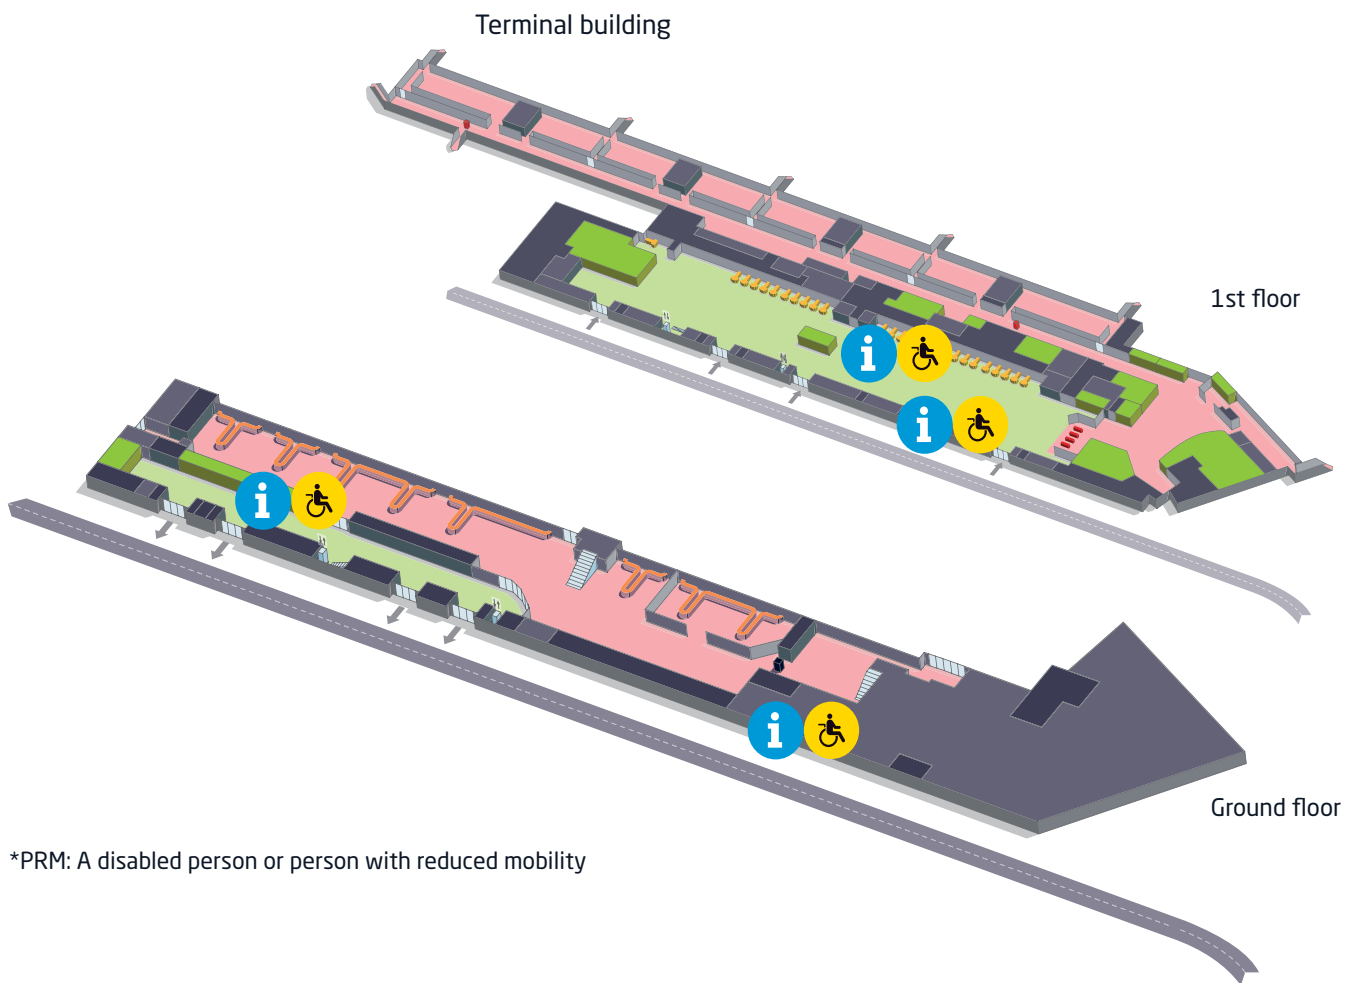 Terminal building
1st floor
Ground floor
*PRM: A disabled person or person with reduced mobility